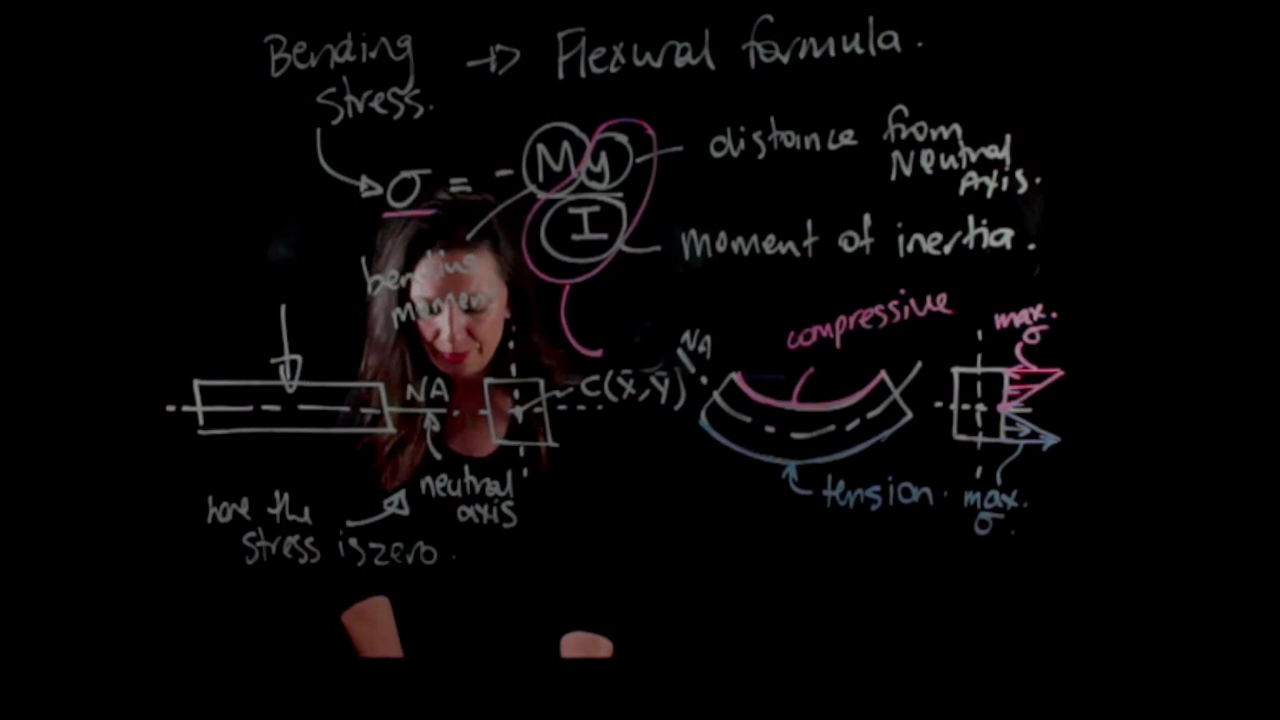 Bending → Flexural formula.
stress.
σ = - My
I
distance from
Neutral
Axis.
moment of inertia.
bending
moment
NA
C(x̄, ȳ)
NA
compressive
max.
σ
neutral
axis
here the
stress is zero.
tension.
max.
σ.